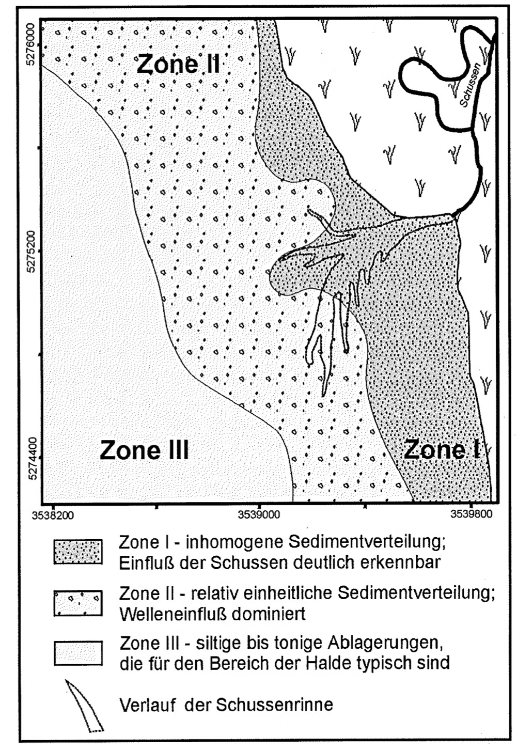 5276000
Zone II
Schussen
5275200
5274400
Zone III
Zone I
3538200
3539000
3539800
Zone I - inhomogene Sedimentverteilung;
Einfluß der Schussen deutlich erkennbar
Zone II - relativ einheitliche Sedimentverteilung;
Welleneinfluß dominiert
Zone III - siltige bis tonige Ablagerungen,
die für den Bereich der Halde typisch sind
Verlauf der Schussenrinne